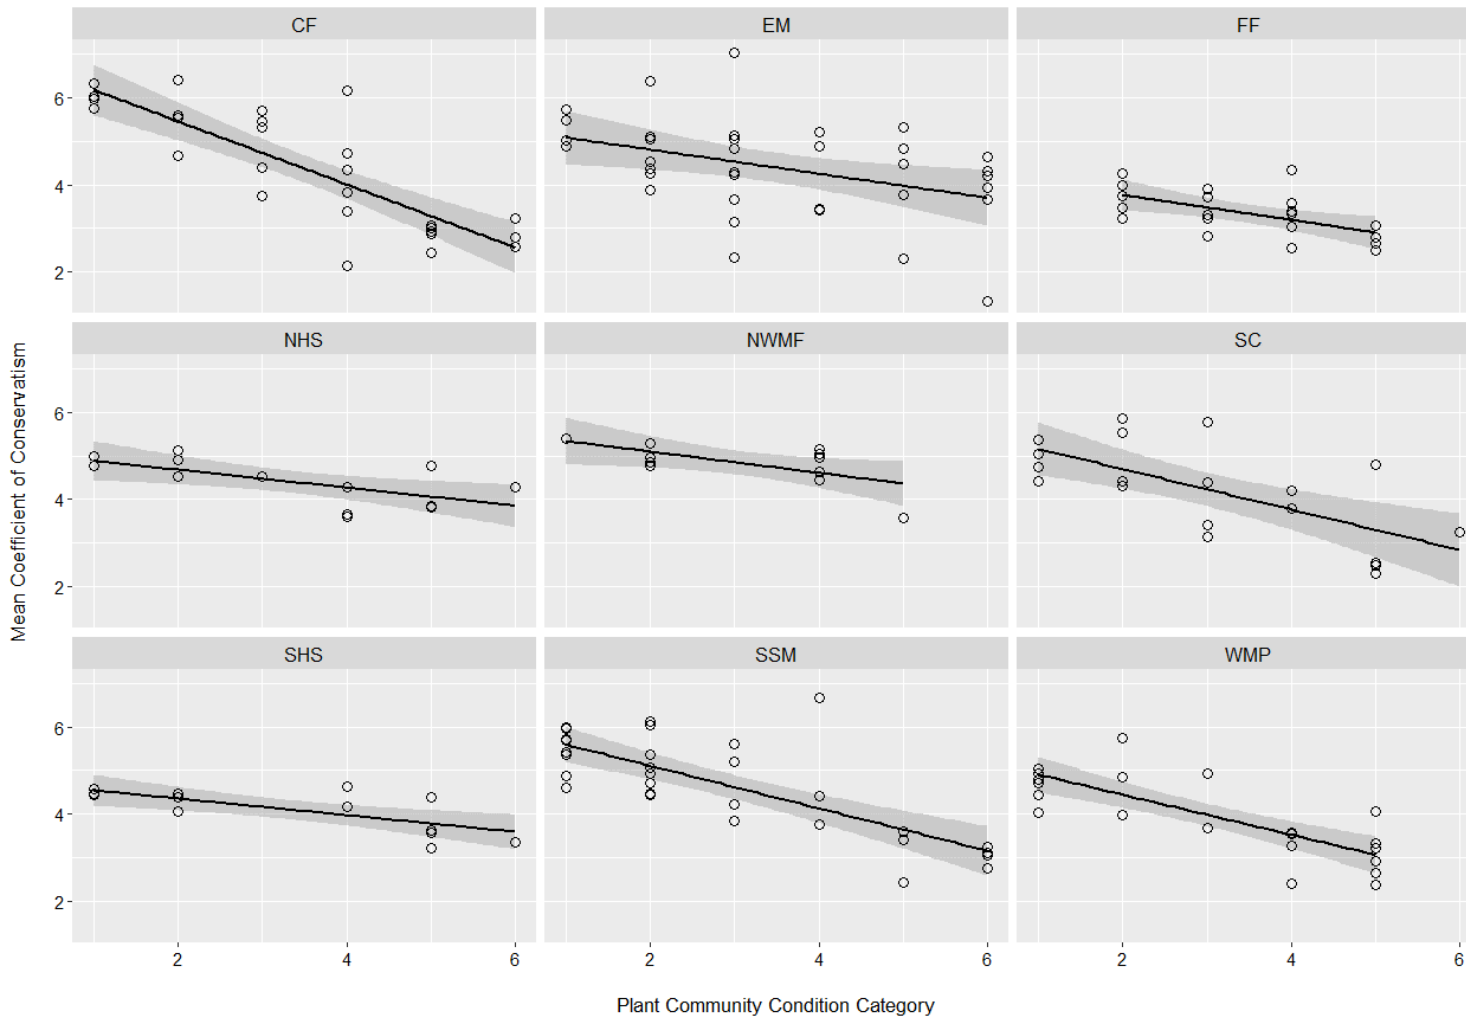 CF EM FF
6
4
2
NHS NWMF SC
6
4
2
Mean Coefficient of Conservatism
SHS SSM WMP
6
4
2
2 4 6 2 4 6 2 4 6
Plant Community Condition Category